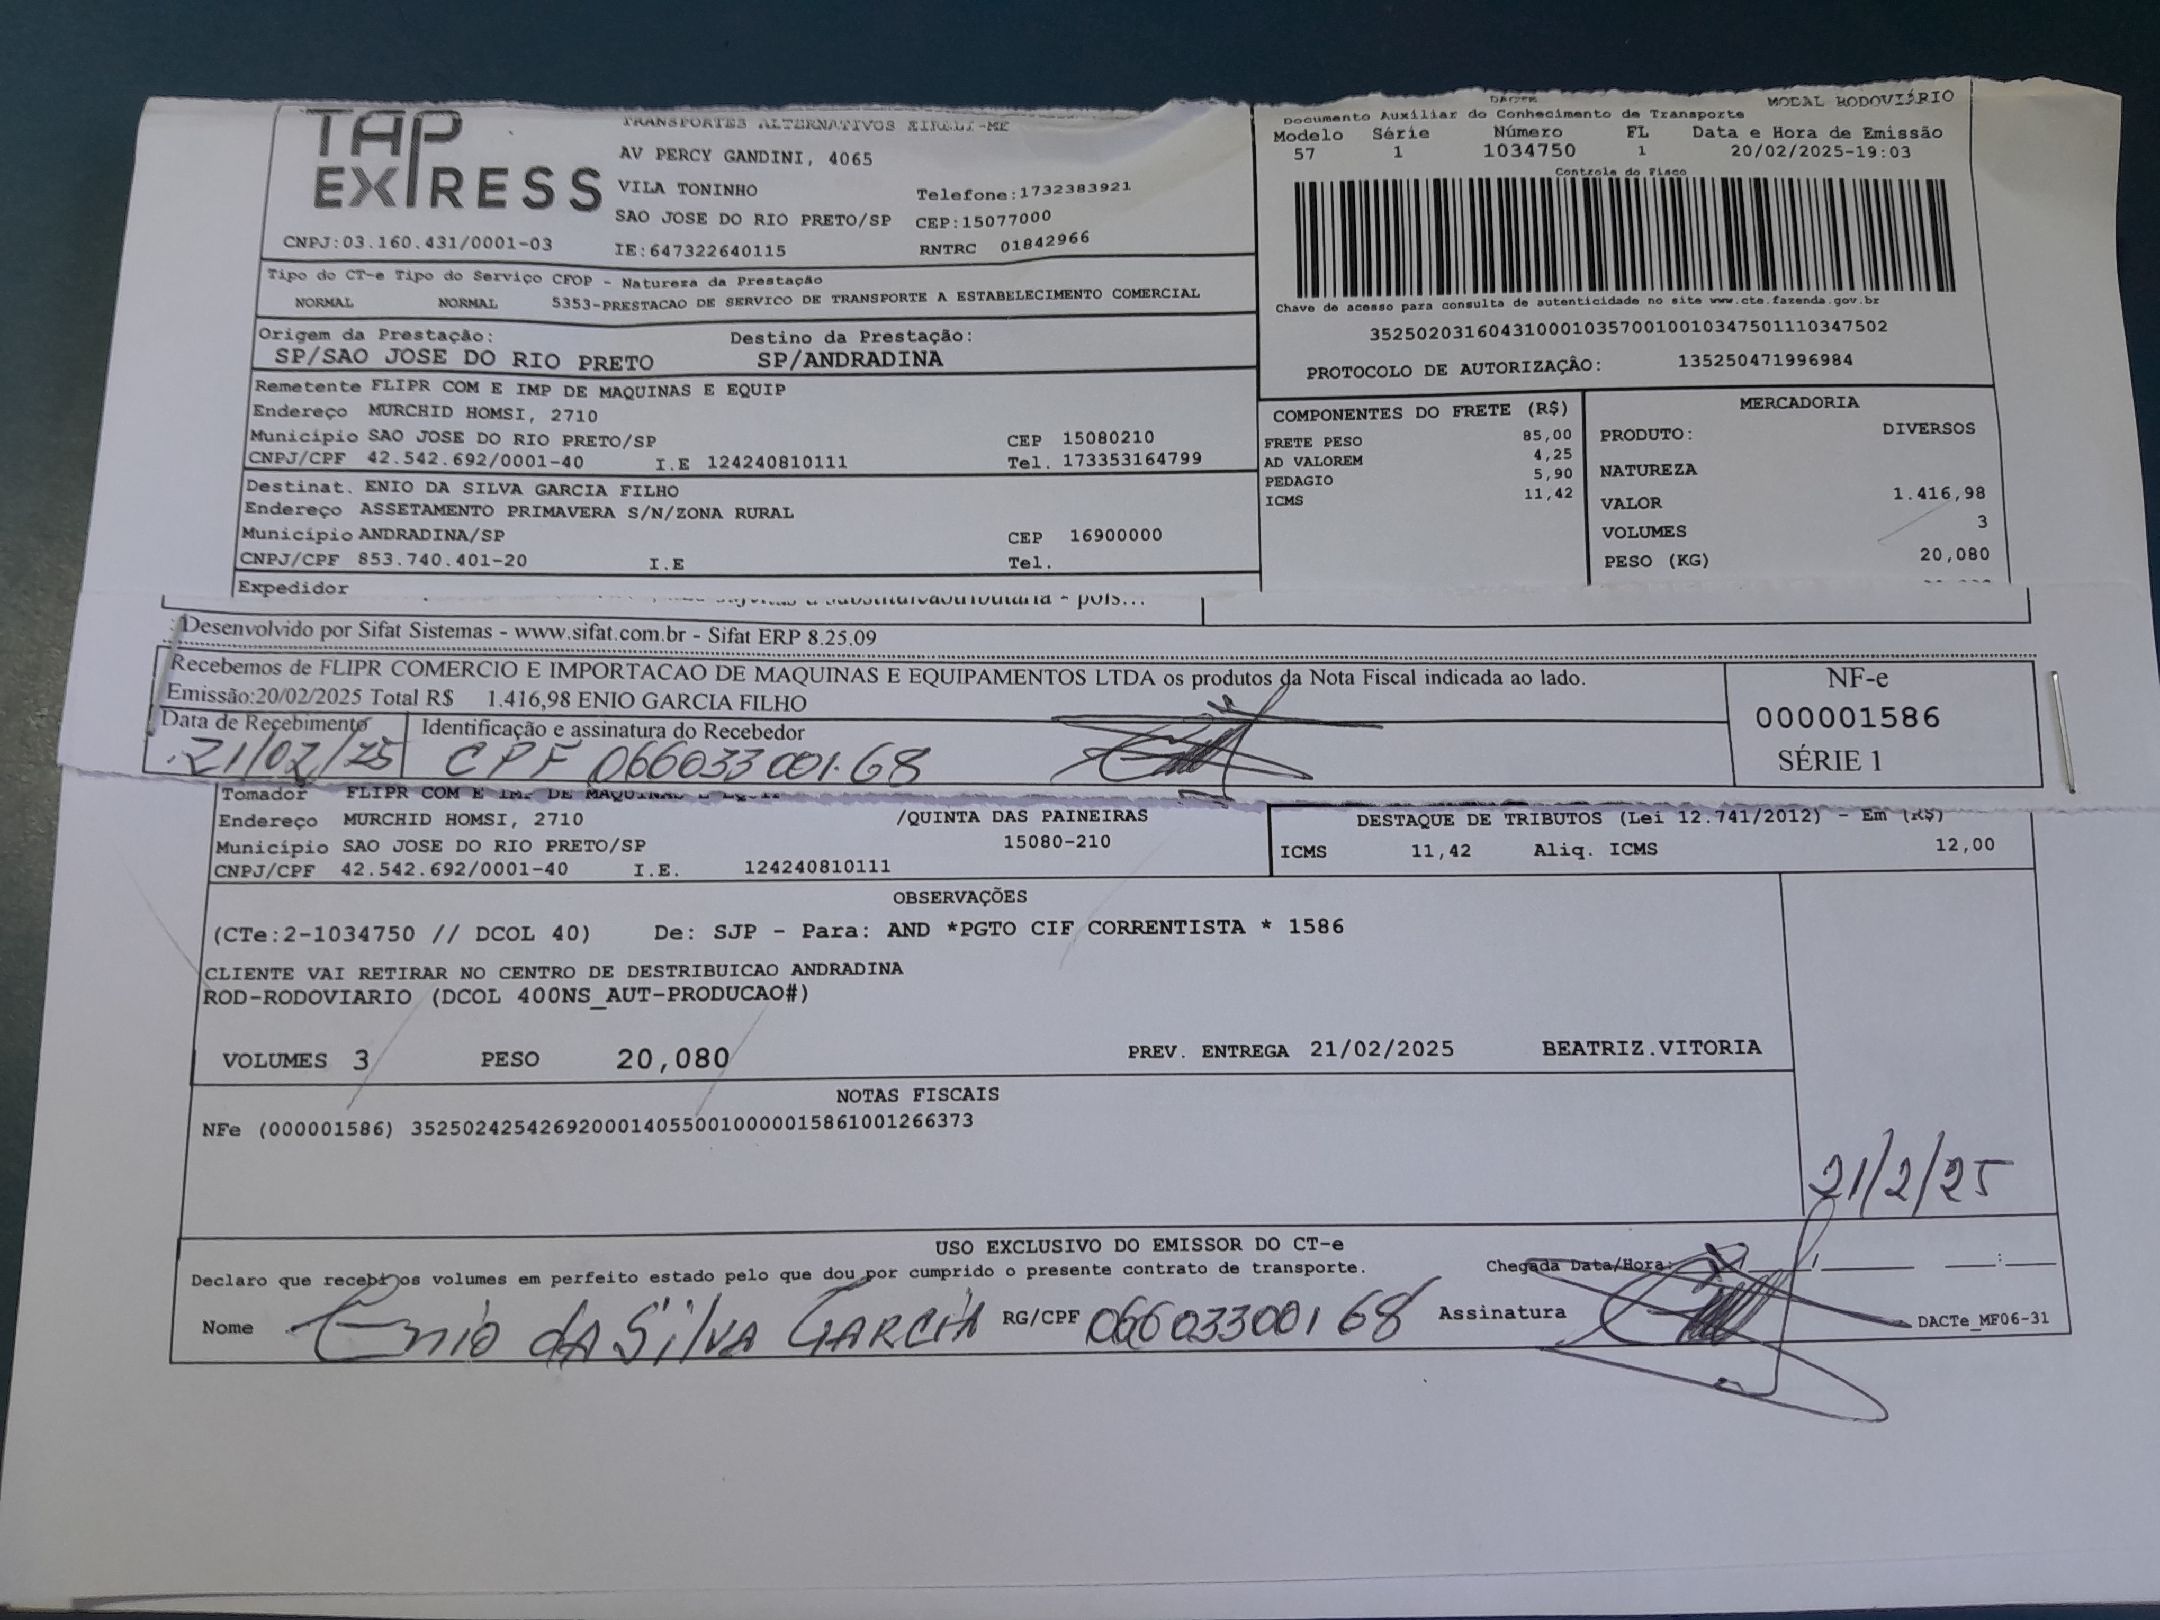 TAP EXPRESS
TRANSPORTES ALTERNATIVOS EIRELI-ME
AV PERCY GANDINI, 4065
VILA TONINHO Telefone:1732383921
SAO JOSE DO RIO PRETO/SP CEP:15077000
CNPJ:03.160.431/0001-03 IE:647322640115 RNTRC 01842966
DACTE MODAL RODOVIÁRIO
Documento Auxiliar do Conhecimento de Transporte
Modelo Série Número FL Data e Hora de Emissão
57 1 1034750 1 20/02/2025-19:03
Controle do Fisco
Chave de acesso para consulta de autenticidade no site www.cte.fazenda.gov.br
35250203160431000103570010010347501110347502
PROTOCOLO DE AUTORIZAÇÃO: 135250471996984
Tipo do CT-e Tipo do Serviço CFOP - Natureza da Prestação
NORMAL NORMAL 5353-PRESTACAO DE SERVICO DE TRANSPORTE A ESTABELECIMENTO COMERCIAL
Origem da Prestação: Destino da Prestação:
SP/SAO JOSE DO RIO PRETO SP/ANDRADINA
Remetente FLIPR COM E IMP DE MAQUINAS E EQUIP
Endereço MURCHID HOMSI, 2710
Município SAO JOSE DO RIO PRETO/SP CEP 15080210
CNPJ/CPF 42.542.692/0001-40 I.E 124240810111 Tel. 173353164799
Destinat. ENIO DA SILVA GARCIA FILHO
Endereço ASSETAMENTO PRIMAVERA S/N/ZONA RURAL
Município ANDRADINA/SP CEP 16900000
CNPJ/CPF 853.740.401-20 I.E Tel.
Expedidor
COMPONENTES DO FRETE (R$)
FRETE PESO 85,00
AD VALOREM 4,25
PEDAGIO 5,90
ICMS 11,42
MERCADORIA
PRODUTO: DIVERSOS
NATUREZA
VALOR 1.416,98
VOLUMES 3
PESO (KG) 20,080
pois...
Desenvolvido por Sifat Sistemas - www.sifat.com.br - Sifat ERP 8.25.09
Recebemos de FLIPR COMERCIO E IMPORTACAO DE MAQUINAS E EQUIPAMENTOS LTDA os produtos da Nota Fiscal indicada ao lado.
Emissão:20/02/2025 Total R$ 1.416,98 ENIO GARCIA FILHO
Data de Recebimento Identificação e assinatura do Recebedor
21/02/25 CPF 066033001.68
NF-e
000001586
SÉRIE 1
Tomador FLIPR COM E IMP DE MAQUINAS E EQUIP
Endereço MURCHID HOMSI, 2710 /QUINTA DAS PAINEIRAS
Município SAO JOSE DO RIO PRETO/SP 15080-210
CNPJ/CPF 42.542.692/0001-40 I.E. 124240810111
DESTAQUE DE TRIBUTOS (Lei 12.741/2012) - Em (R$)
ICMS 11,42 Aliq. ICMS 12,00
OBSERVAÇÕES
(CTe:2-1034750 // DCOL 40) De: SJP - Para: AND *PGTO CIF CORRENTISTA * 1586
CLIENTE VAI RETIRAR NO CENTRO DE DESTRIBUICAO ANDRADINA
ROD-RODOVIARIO (DCOL 400NS_AUT-PRODUCAO#)
VOLUMES 3 PESO 20,080 PREV. ENTREGA 21/02/2025 BEATRIZ.VITORIA
NOTAS FISCAIS
NFe (000001586) 35250242542692000140550010000015861001266373
21/2/25
USO EXCLUSIVO DO EMISSOR DO CT-e
Declaro que recebi os volumes em perfeito estado pelo que dou por cumprido o presente contrato de transporte. Chegada Data/Hora: / / :
Nome Enio da Silva Garcia RG/CPF 06603300168 Assinatura DACTe_MF06-31